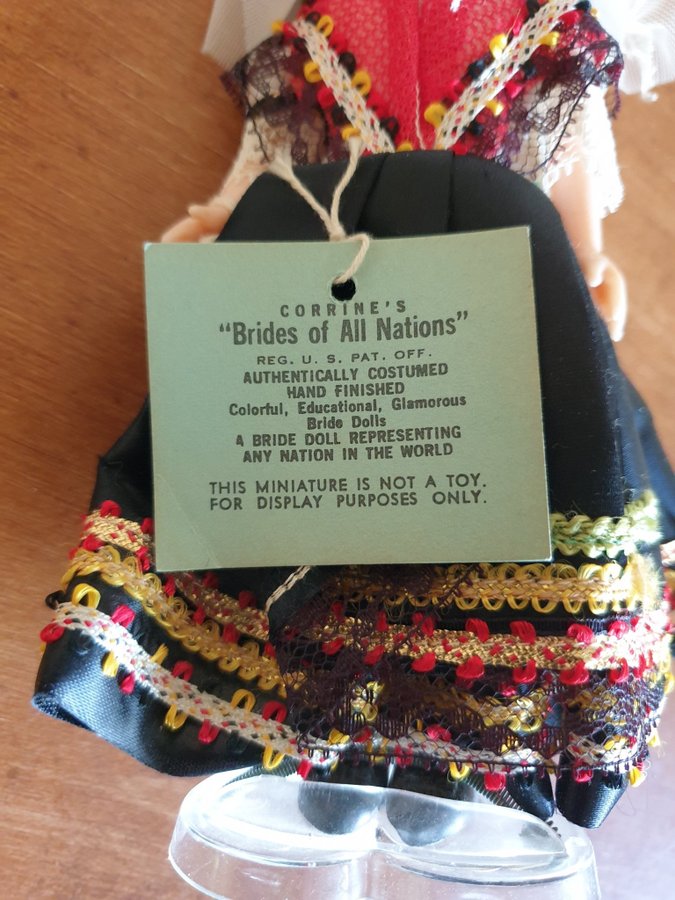 CORRINE'S
"Brides of All Nations"
REG. U. S. PAT. OFF.
AUTHENTICALLY COSTUMED
HAND FINISHED
Colorful, Educational, Glamorous
Bride Dolls
A BRIDE DOLL REPRESENTING
ANY NATION IN THE WORLD
THIS MINIATURE IS NOT A TOY.
FOR DISPLAY PURPOSES ONLY.